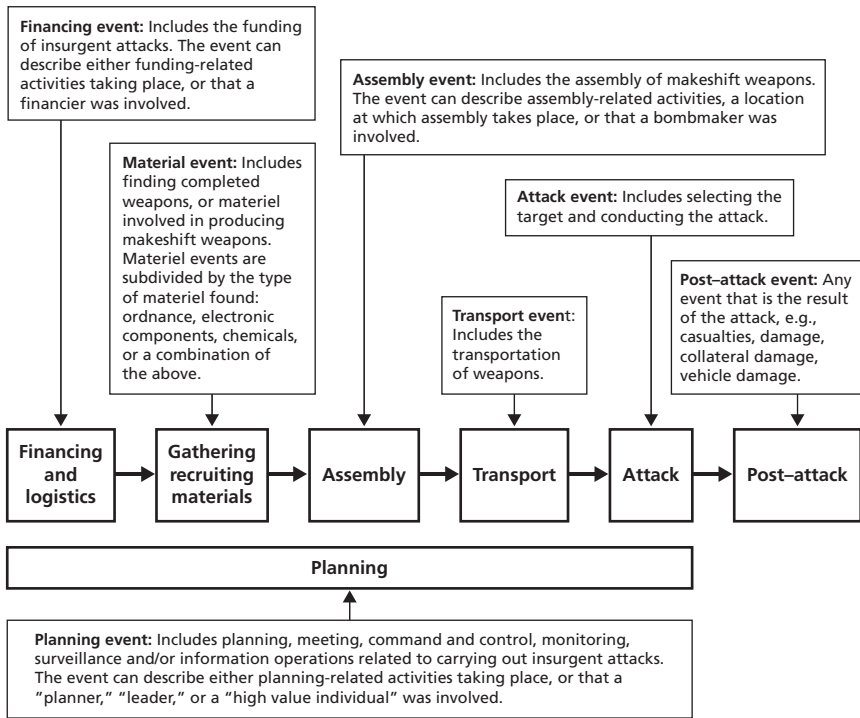 Financing event: Includes the funding
of insurgent attacks. The event can
describe either funding-related
activities taking place, or that a
financier was involved.
Assembly event: Includes the assembly of makeshift weapons.
The event can describe assembly-related activities, a location
at which assembly takes place, or that a bombmaker was
involved.
Material event: Includes
finding completed
weapons, or materiel
involved in producing
makeshift weapons.
Materiel events are
subdivided by the type
of materiel found:
ordnance, electronic
components, chemicals,
or a combination of
the above.
Attack event: Includes selecting the
target and conducting the attack.
Post–attack event: Any
event that is the result
of the attack, e.g.,
casualties, damage,
collateral damage,
vehicle damage.
Transport event:
Includes the
transportation
of weapons.
Financing
and
logistics
Gathering
recruiting
materials
Assembly
Transport
Attack
Post–attack
Planning
Planning event: Includes planning, meeting, command and control, monitoring,
surveillance and/or information operations related to carrying out insurgent attacks.
The event can describe either planning-related activities taking place, or that a
”planner,” “leader,” or a “high value individual” was involved.